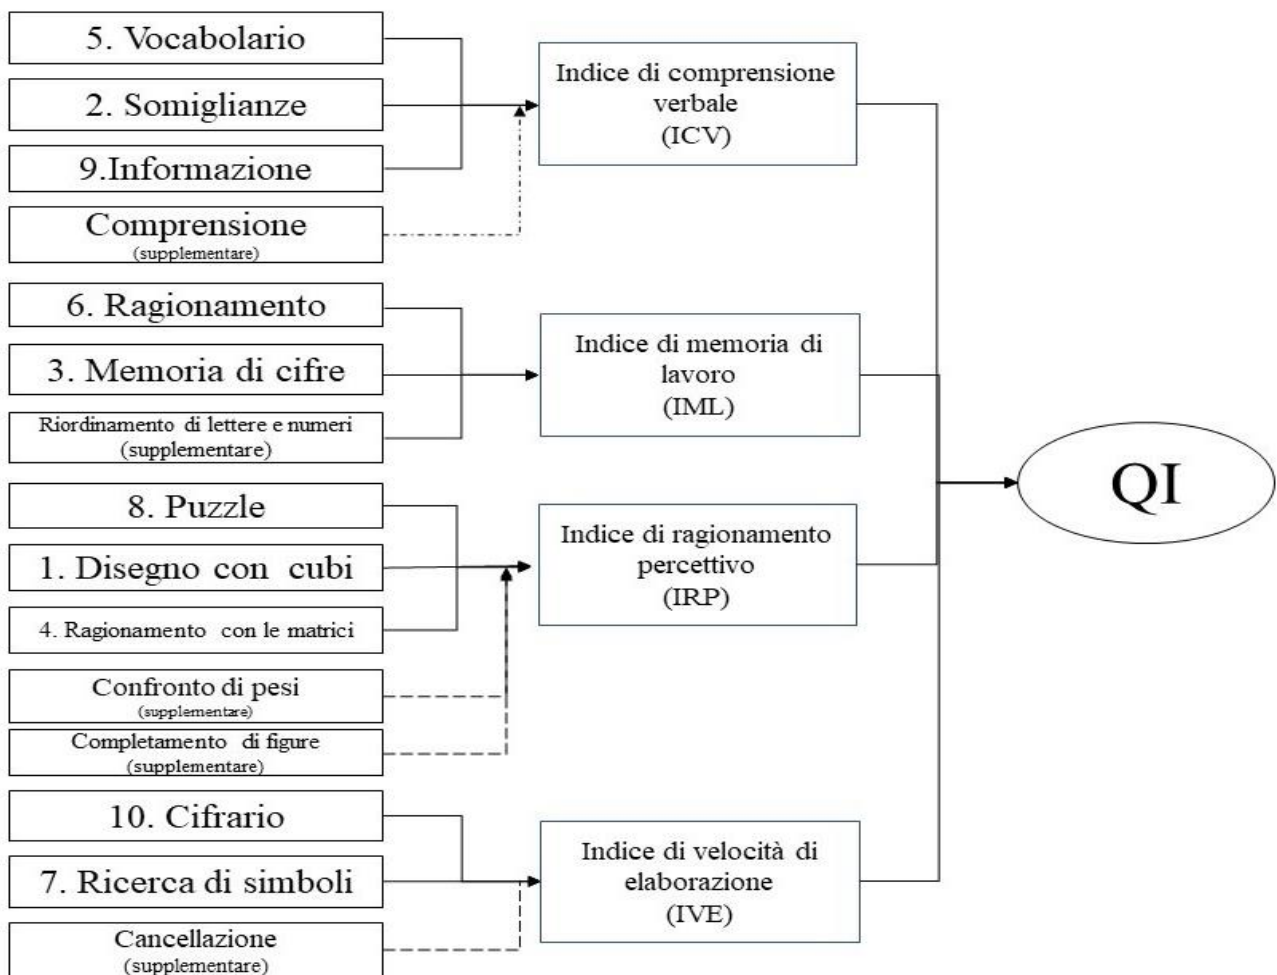 5. Vocabolario
2. Somiglianze
9.Informazione
Comprensione
(supplementare)
6. Ragionamento
3. Memoria di cifre
Riordinamento di lettere e numeri
(supplementare)
8. Puzzle
1. Disegno con cubi
4. Ragionamento con le matrici
Confronto di pesi
(supplementare)
Completamento di figure
(supplementare)
10. Cifrario
7. Ricerca di simboli
Cancellazione
(supplementare)
Indice di comprensione
verbale
(ICV)
Indice di memoria di
lavoro
(IML)
Indice di ragionamento
percettivo
(IRP)
Indice di velocità di
elaborazione
(IVE)
QI